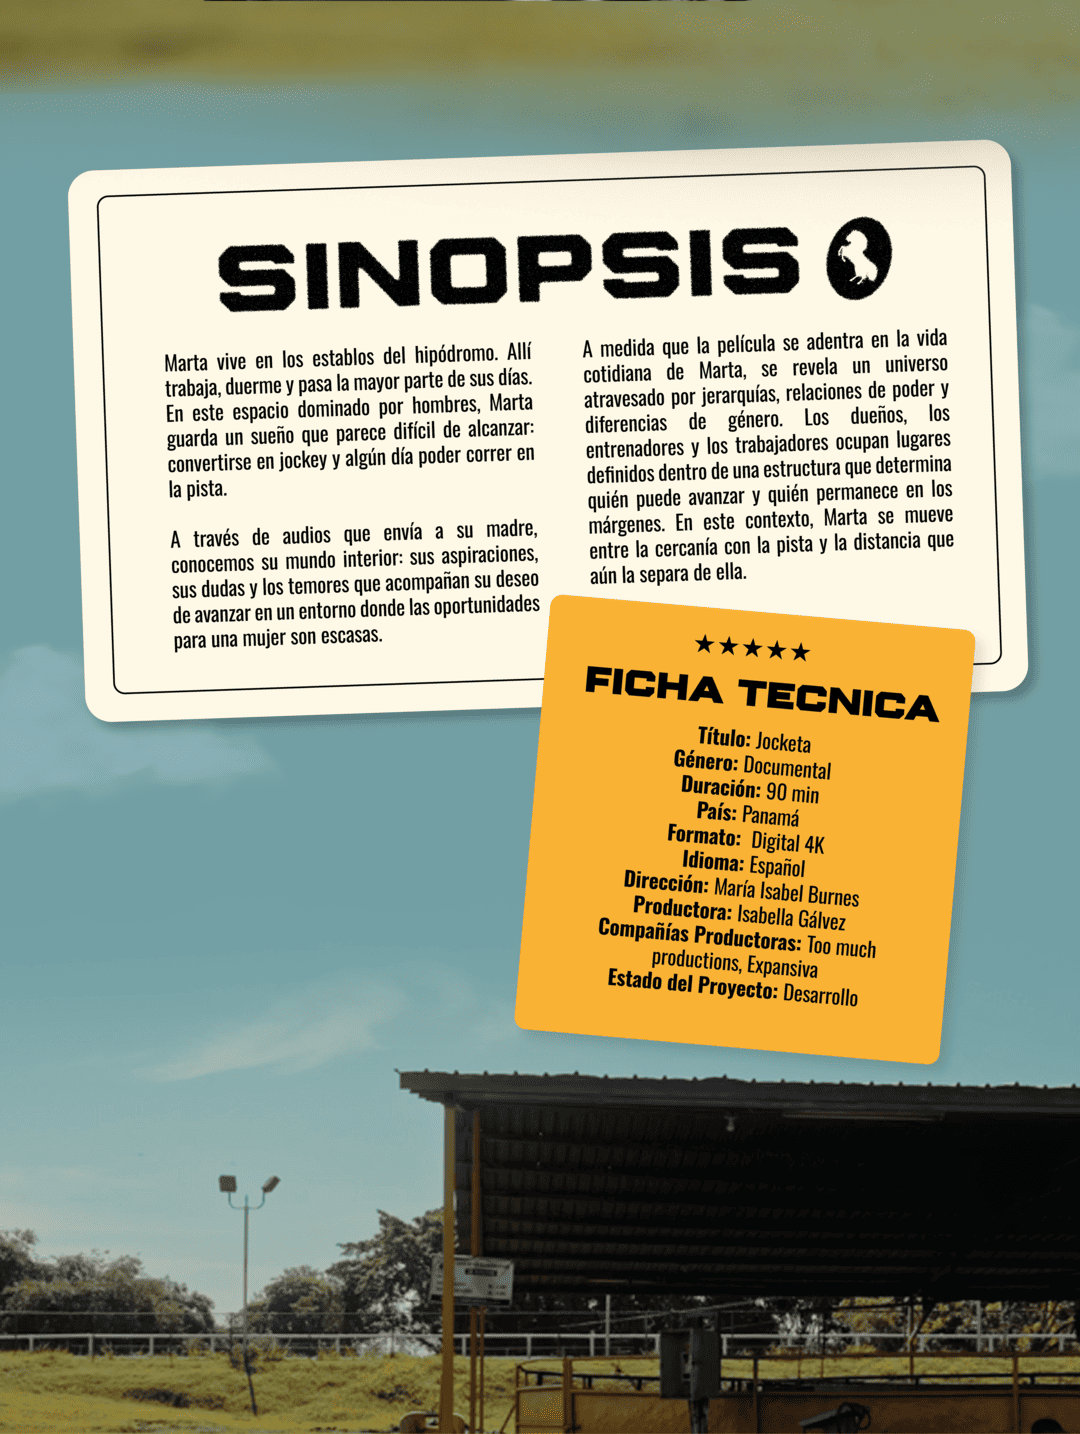 SINOPSIS
Marta vive en los establos del hipódromo. Allí
trabaja, duerme y pasa la mayor parte de sus días.
En este espacio dominado por hombres, Marta
guarda un sueño que parece difícil de alcanzar:
convertirse en jockey y algún día poder correr en
la pista.
A través de audios que envía a su madre,
conocemos su mundo interior: sus aspiraciones,
sus dudas y los temores que acompañan su deseo
de avanzar en un entorno donde las oportunidades
para una mujer son escasas.
A medida que la película se adentra en la vida
cotidiana de Marta, se revela un universo
atravesado por jerarquías, relaciones de poder y
diferencias de género. Los dueños, los
entrenadores y los trabajadores ocupan lugares
definidos dentro de una estructura que determina
quién puede avanzar y quién permanece en los
márgenes. En este contexto, Marta se mueve
entre la cercanía con la pista y la distancia que
aún la separa de ella.
★★★★★
FICHA TECNICA
Título: Jocketa
Género: Documental
Duración: 90 min
País: Panamá
Formato: Digital 4K
Idioma: Español
Dirección: María Isabel Burnes
Productora: Isabella Gálvez
Compañías Productoras: Too much
productions, Expansiva
Estado del Proyecto: Desarrollo